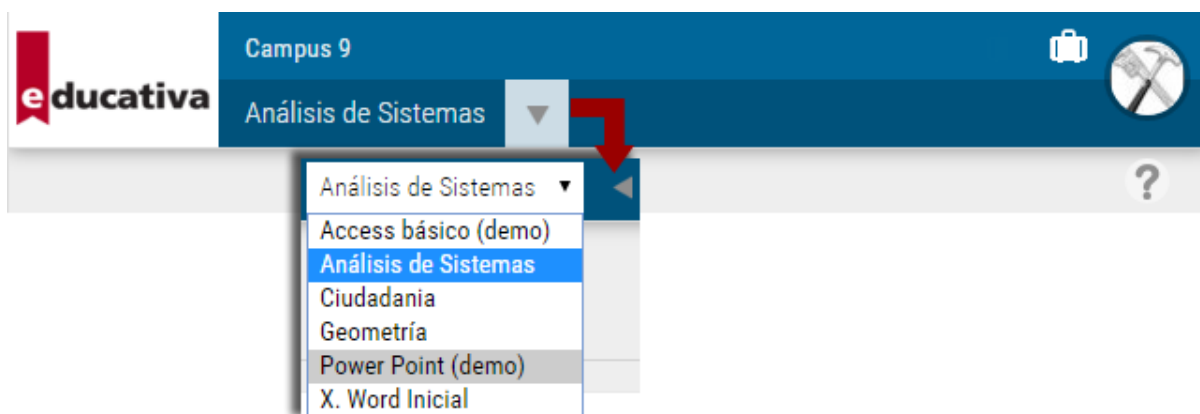 Campus 9
educativa
Análisis de Sistemas
Análisis de Sistemas
?
Access básico (demo)
Análisis de Sistemas
Ciudadania
Geometría
Power Point (demo)
X. Word Inicial